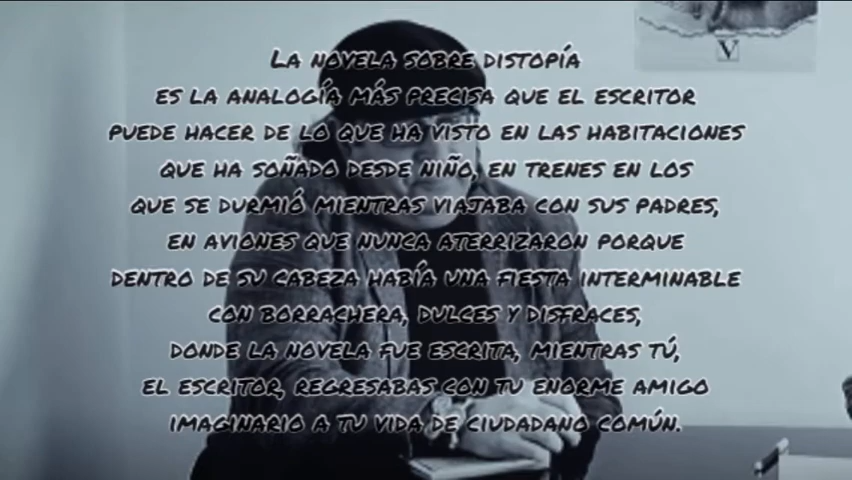 LA NOVELA SOBRE DISTOPÍA
ES LA ANALOGÍA MÁS PRECISA QUE EL ESCRITOR
PUEDE HACER DE LO QUE HA VISTO EN LAS HABITACIONES
QUE HA SOÑADO DESDE NIÑO, EN TRENES EN LOS
QUE SE DURMIÓ MIENTRAS VIAJABA CON SUS PADRES,
EN AVIONES QUE NUNCA ATERRIZARON PORQUE
DENTRO DE SU CABEZA HABÍA UNA FIESTA INTERMINABLE
CON BORRACHERA, DULCES Y DISFRACES,
DONDE LA NOVELA FUE ESCRITA, MIENTRAS TÚ,
EL ESCRITOR, REGRESABAS CON TU ENORME AMIGO
IMAGINARIO A TU VIDA DE CIUDADANO COMÚN.
V